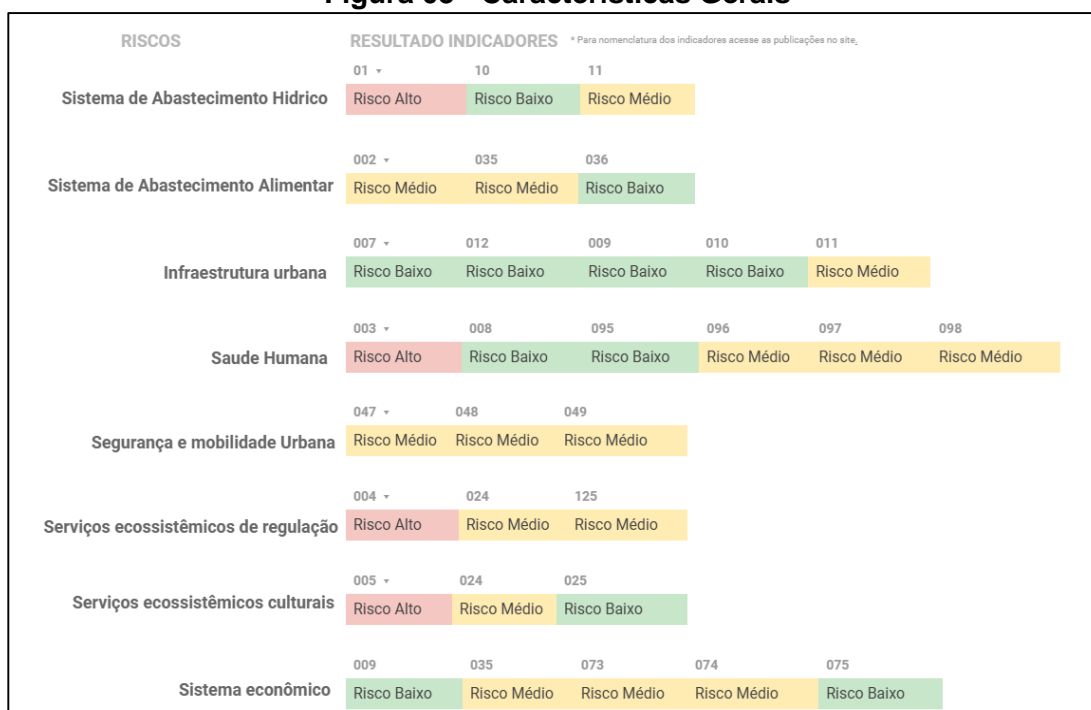 RISCOS RESULTADO INDICADORES * Para nomenclatura dos indicadores acesse as publicações no site.
01 10 11
Sistema de Abastecimento Hidrico Risco Alto Risco Baixo Risco Médio
002 035 036
Sistema de Abastecimento Alimentar Risco Médio Risco Médio Risco Baixo
007 012 009 010 011
Infraestrutura urbana Risco Baixo Risco Baixo Risco Baixo Risco Baixo Risco Médio
003 008 095 096 097 098
Saude Humana Risco Alto Risco Baixo Risco Baixo Risco Médio Risco Médio Risco Médio
047 048 049
Segurança e mobilidade Urbana Risco Médio Risco Médio Risco Médio
004 024 125
Serviços ecossistêmicos de regulação Risco Alto Risco Médio Risco Médio
005 024 025
Serviços ecossistêmicos culturais Risco Alto Risco Médio Risco Baixo
009 035 073 074 075
Sistema econômico Risco Baixo Risco Médio Risco Médio Risco Médio Risco Baixo